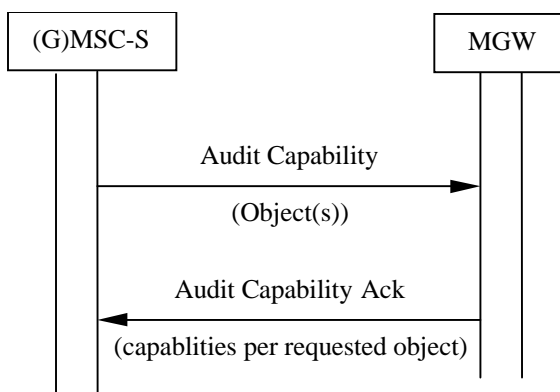 (G)MSC-S
MGW
Audit Capability
(Object(s))
Audit Capability Ack
(capablities per requested object)